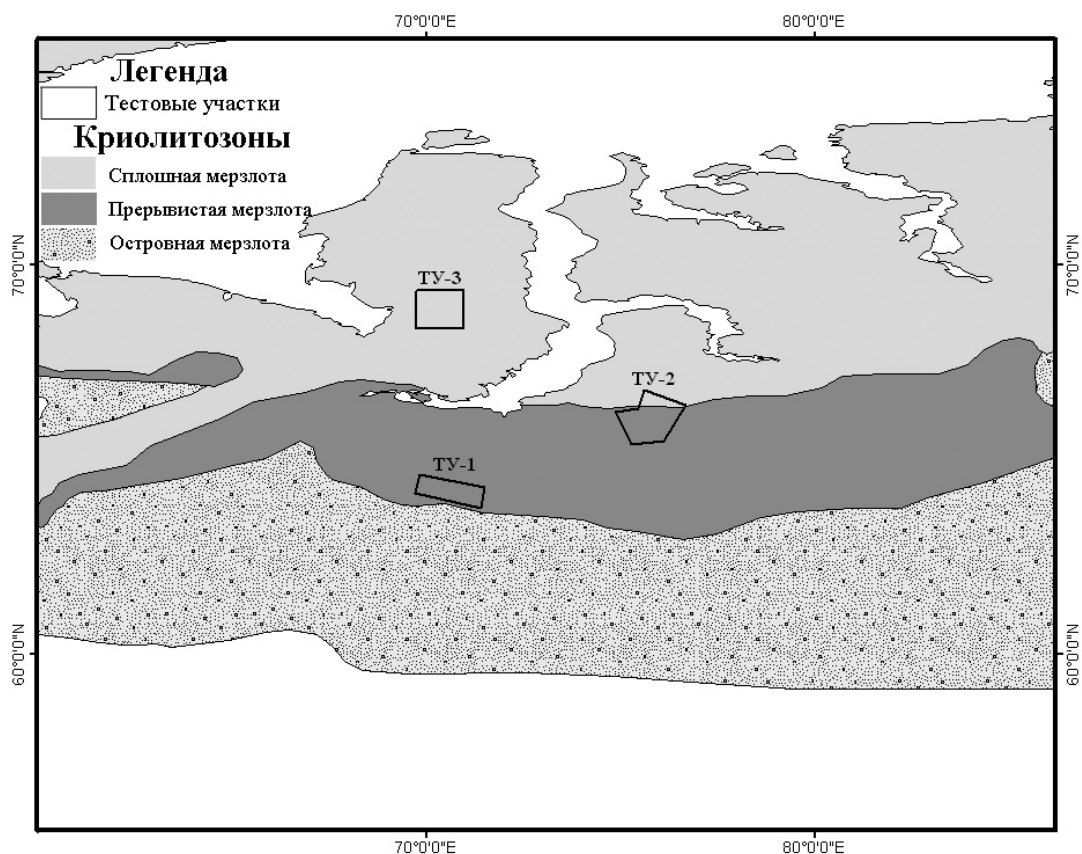 70°0'0"E 80°0'0"E
Легенда
Тестовые участки
Криолитозоны
Сплошная мерзлота
Прерывистая мерзлота
Островная мерзлота
70°0'0"N 70°0'0"N
ТУ-3
ТУ-2
ТУ-1
60°0'0"N 60°0'0"N
70°0'0"E 80°0'0"E